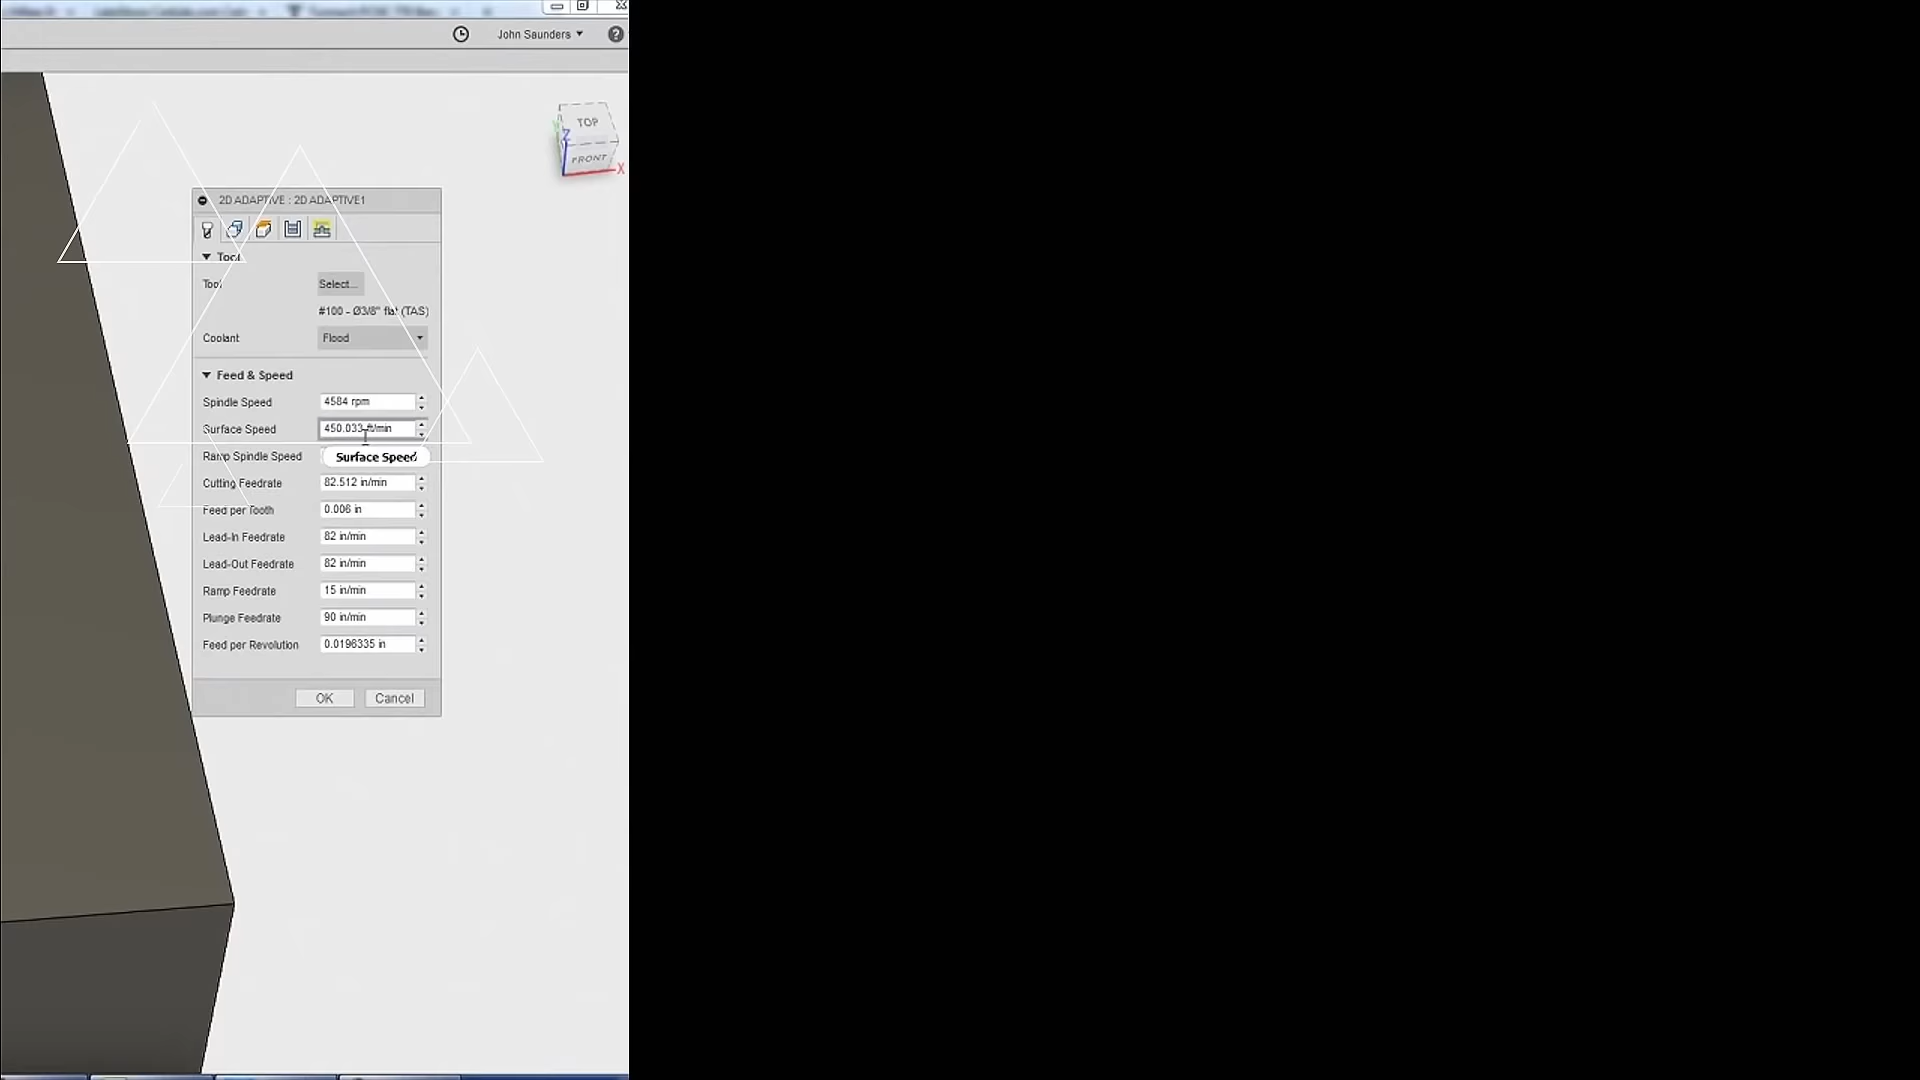 John Saunders
?
TOP
Z
FRONT
X
2D ADAPTIVE : 2D ADAPTIVE1
Tool
Tool Select...
#100 - Ø3/8" flat (TAS)
Coolant Flood
Feed & Speed
Spindle Speed 4584 rpm
Surface Speed 450.033 ft/min
Ramp Spindle Speed
Surface Speed
Cutting Feedrate 82.512 in/min
Feed per Tooth 0.006 in
Lead-In Feedrate 82 in/min
Lead-Out Feedrate 82 in/min
Ramp Feedrate 15 in/min
Plunge Feedrate 90 in/min
Feed per Revolution 0.0196335 in
OK Cancel